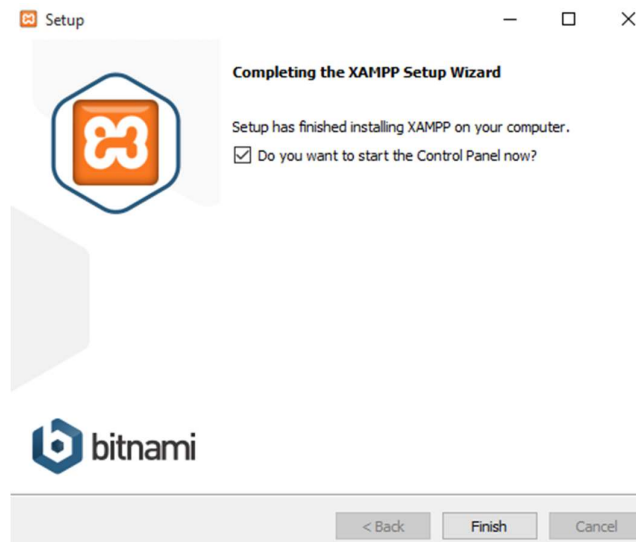 Setup
Completing the XAMPP Setup Wizard
Setup has finished installing XAMPP on your computer.
Do you want to start the Control Panel now?
bitnami
< Back
Finish
Cancel